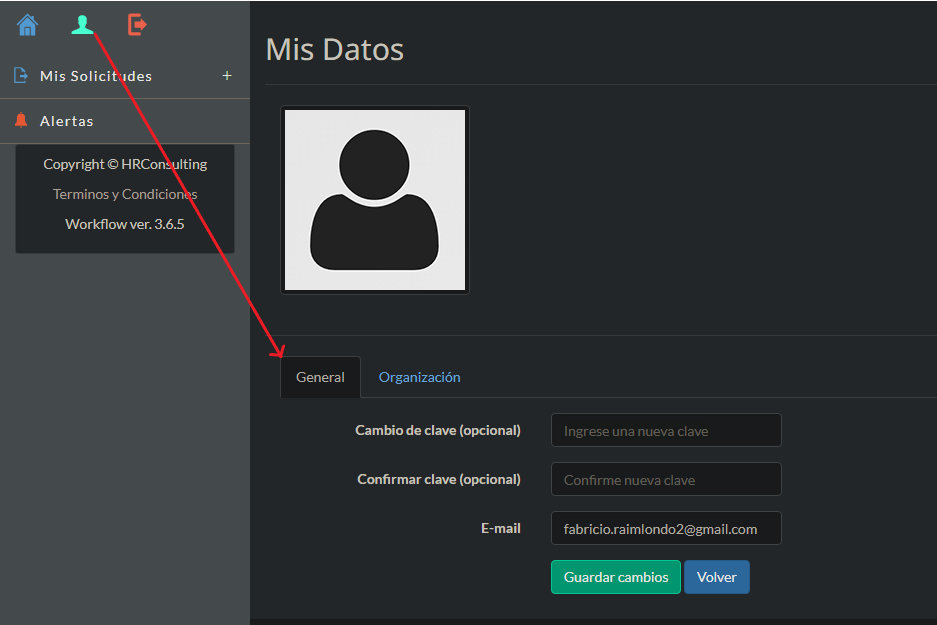 Mis Solicitudes +
Alertas
Copyright © HRConsulting
Terminos y Condiciones
Workflow ver. 3.6.5
Mis Datos
General Organización
Cambio de clave (opcional) Ingrese una nueva clave
Confirmar clave (opcional) Confirme nueva clave
E-mail fabricio.raimlondo2@gmail.com
Guardar cambios Volver